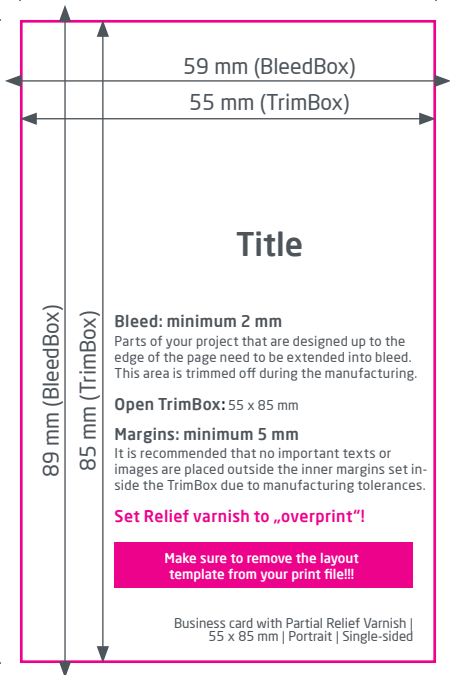 59 mm (BleedBox)
55 mm (TrimBox)
Title
89 mm (BleedBox)
85 mm (TrimBox)
Bleed: minimum 2 mm
Parts of your project that are designed up to the
edge of the page need to be extended into bleed.
This area is trimmed off during the manufacturing.
Open TrimBox: 55 x 85 mm
Margins: minimum 5 mm
It is recommended that no important texts or
images are placed outside the inner margins set in-
side the TrimBox due to manufacturing tolerances.
Set Relief varnish to „overprint”!
Make sure to remove the layout
template from your print file!!!
Business card with Partial Relief Varnish |
55 x 85 mm | Portrait | Single-sided